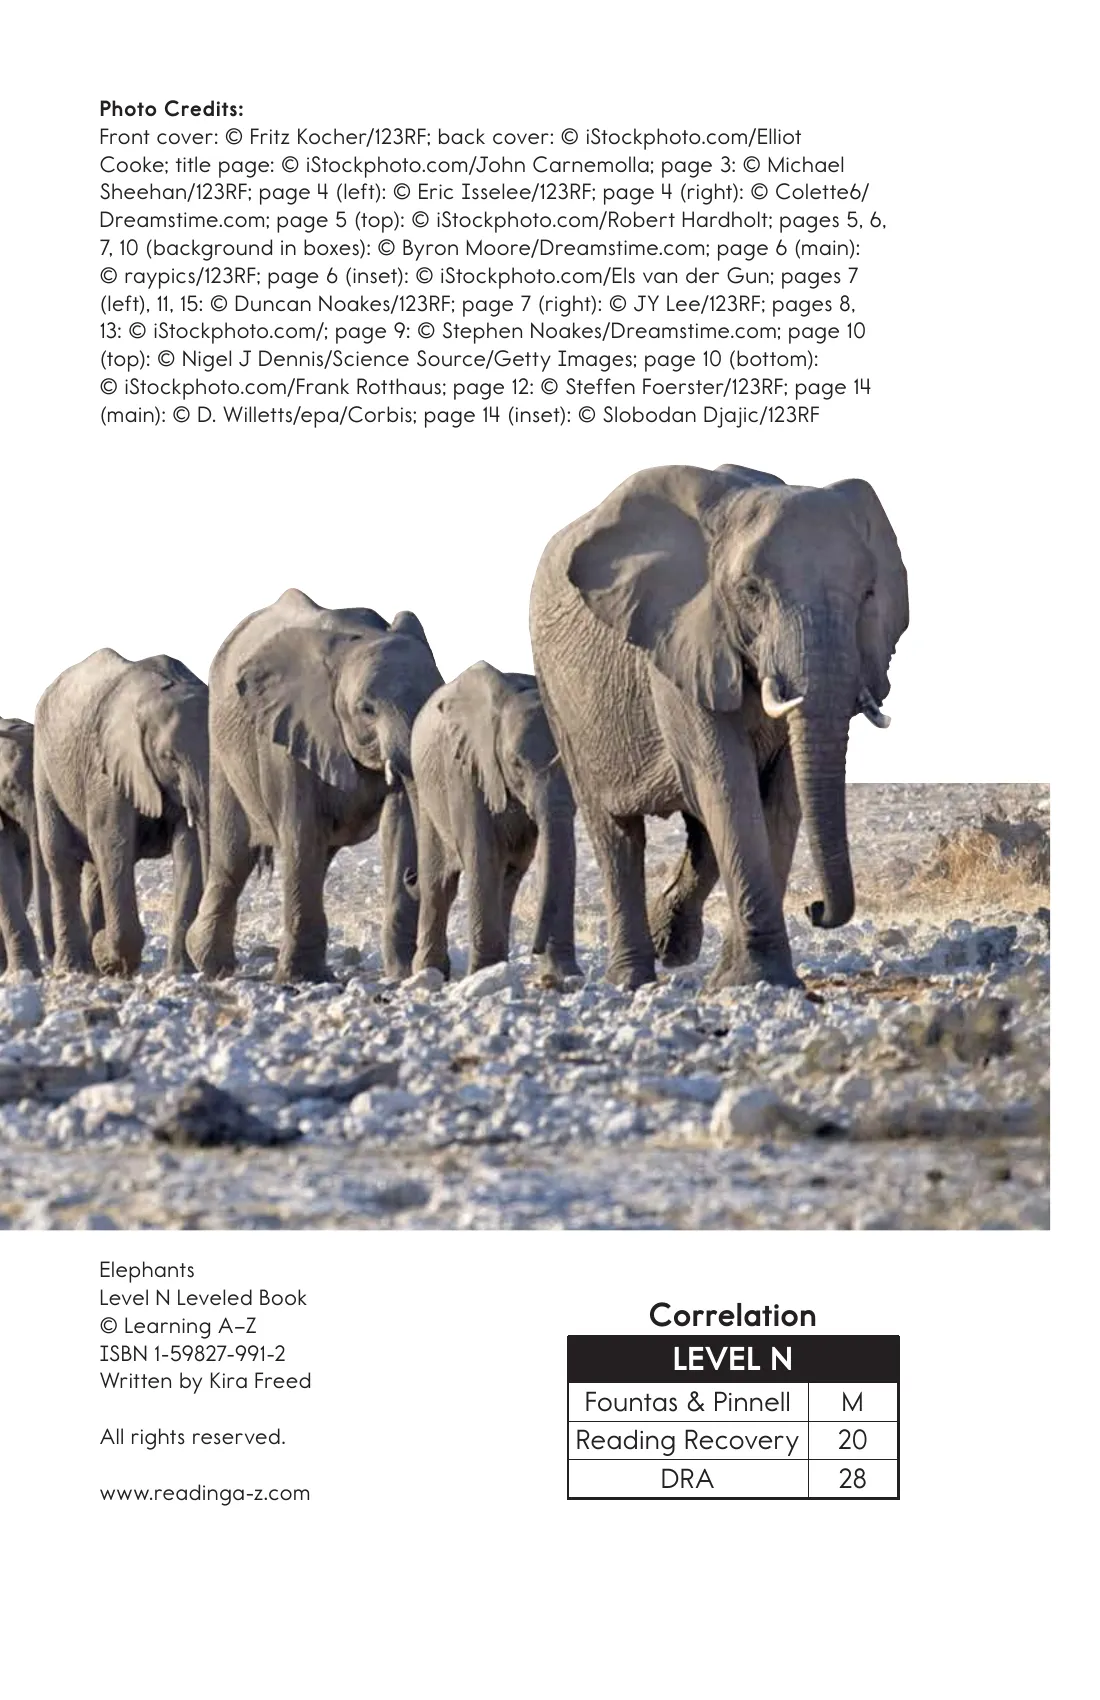 Photo Credits:
Front cover: © Fritz Kocher/123RF; back cover: © iStockphoto.com/Elliot
Cooke; title page: © iStockphoto.com/John Carnemolla; page 3: © Michael
Sheehan/123RF; page 4 (left): © Eric Isselee/123RF; page 4 (right): © Colette6/
Dreamstime.com; page 5 (top): © iStockphoto.com/Robert Hardholt; pages 5, 6,
7, 10 (background in boxes): © Byron Moore/Dreamstime.com; page 6 (main):
© raypics/123RF; page 6 (inset): © iStockphoto.com/Els van der Gun; pages 7
(left), 11, 15: © Duncan Noakes/123RF; page 7 (right): © JY Lee/123RF; pages 8,
13: © iStockphoto.com/; page 9: © Stephen Noakes/Dreamstime.com; page 10
(top): © Nigel J Dennis/Science Source/Getty Images; page 10 (bottom):
© iStockphoto.com/Frank Rotthaus; page 12: © Steffen Foerster/123RF; page 14
(main): © D. Willetts/epa/Corbis; page 14 (inset): © Slobodan Djajic/123RF
Elephants
Level N Leveled Book
© Learning A–Z
ISBN 1-59827-991-2
Written by Kira Freed
All rights reserved.
www.readinga-z.com
Correlation
LEVEL N
Fountas & Pinnell M
Reading Recovery 20
DRA 28